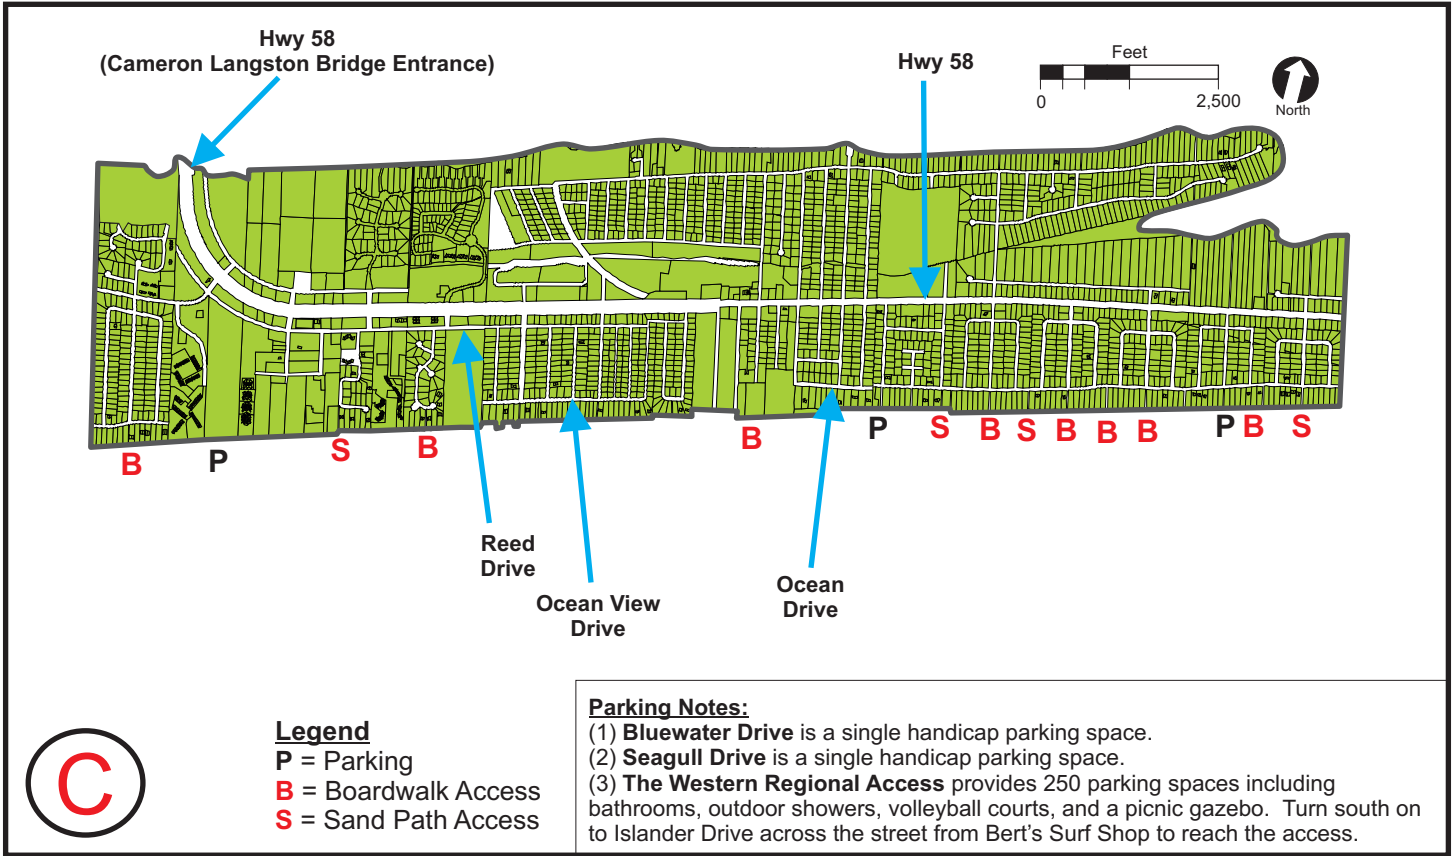 Hwy 58
(Cameron Langston Bridge Entrance)
Hwy 58
Feet
0
2,500
North
B
P
S
B
B
P
S
B
S
B
B
B
P
B
S
Reed
Drive
Ocean View
Drive
Ocean
Drive
C
Legend
P = Parking
B = Boardwalk Access
S = Sand Path Access
Parking Notes:
(1) Bluewater Drive is a single handicap parking space.
(2) Seagull Drive is a single handicap parking space.
(3) The Western Regional Access provides 250 parking spaces including
bathrooms, outdoor showers, volleyball courts, and a picnic gazebo.  Turn south on
to Islander Drive across the street from Bert's Surf Shop to reach the access.